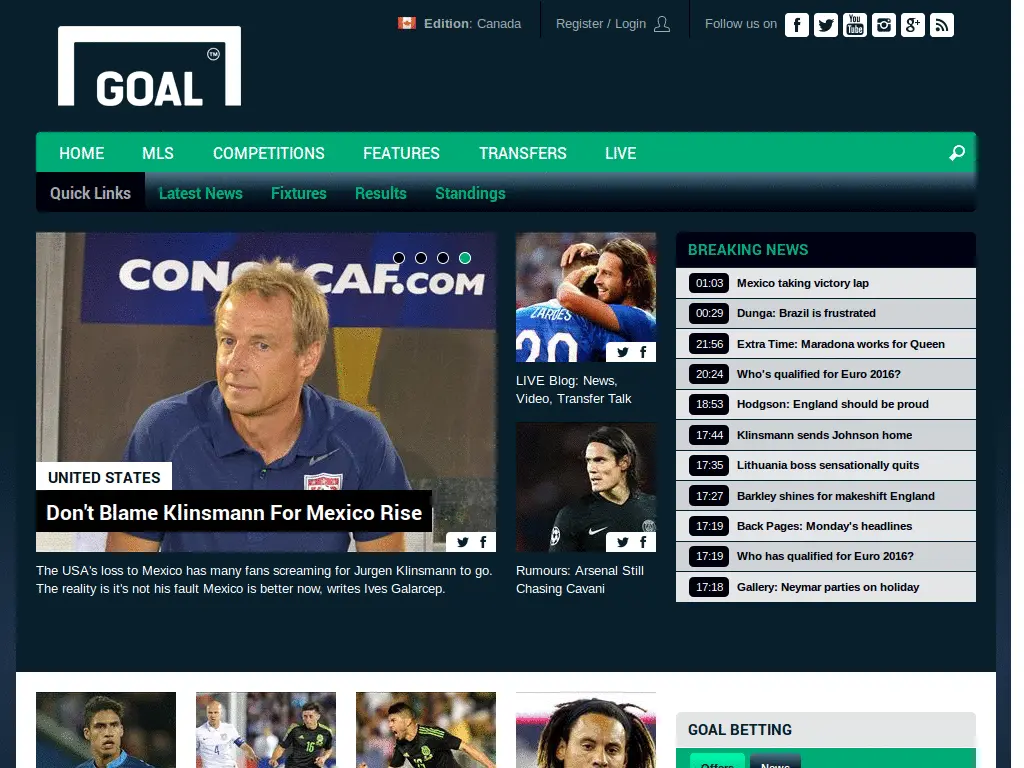 Edition: Canada
Register / Login
Follow us on
You
Tube
g+
GOAL
TM
HOME
MLS
COMPETITIONS
FEATURES
TRANSFERS
LIVE
Quick Links
Latest News
Fixtures
Results
Standings
CONCACAF.COM
UNITED STATES
Don't Blame Klinsmann For Mexico Rise
The USA's loss to Mexico has many fans screaming for Jurgen Klinsmann to go.
The reality is it's not his fault Mexico is better now, writes Ives Galarcep.
ZARDES
20
LIVE Blog: News,
Video, Transfer Talk
Rumours: Arsenal Still
Chasing Cavani
BREAKING NEWS
01:03 Mexico taking victory lap
00:29 Dunga: Brazil is frustrated
21:56 Extra Time: Maradona works for Queen
20:24 Who's qualified for Euro 2016?
18:53 Hodgson: England should be proud
17:44 Klinsmann sends Johnson home
17:35 Lithuania boss sensationally quits
17:27 Barkley shines for makeshift England
17:19 Back Pages: Monday's headlines
17:19 Who has qualified for Euro 2016?
17:18 Gallery: Neymar parties on holiday
4
16
GOAL BETTING
Offers
News